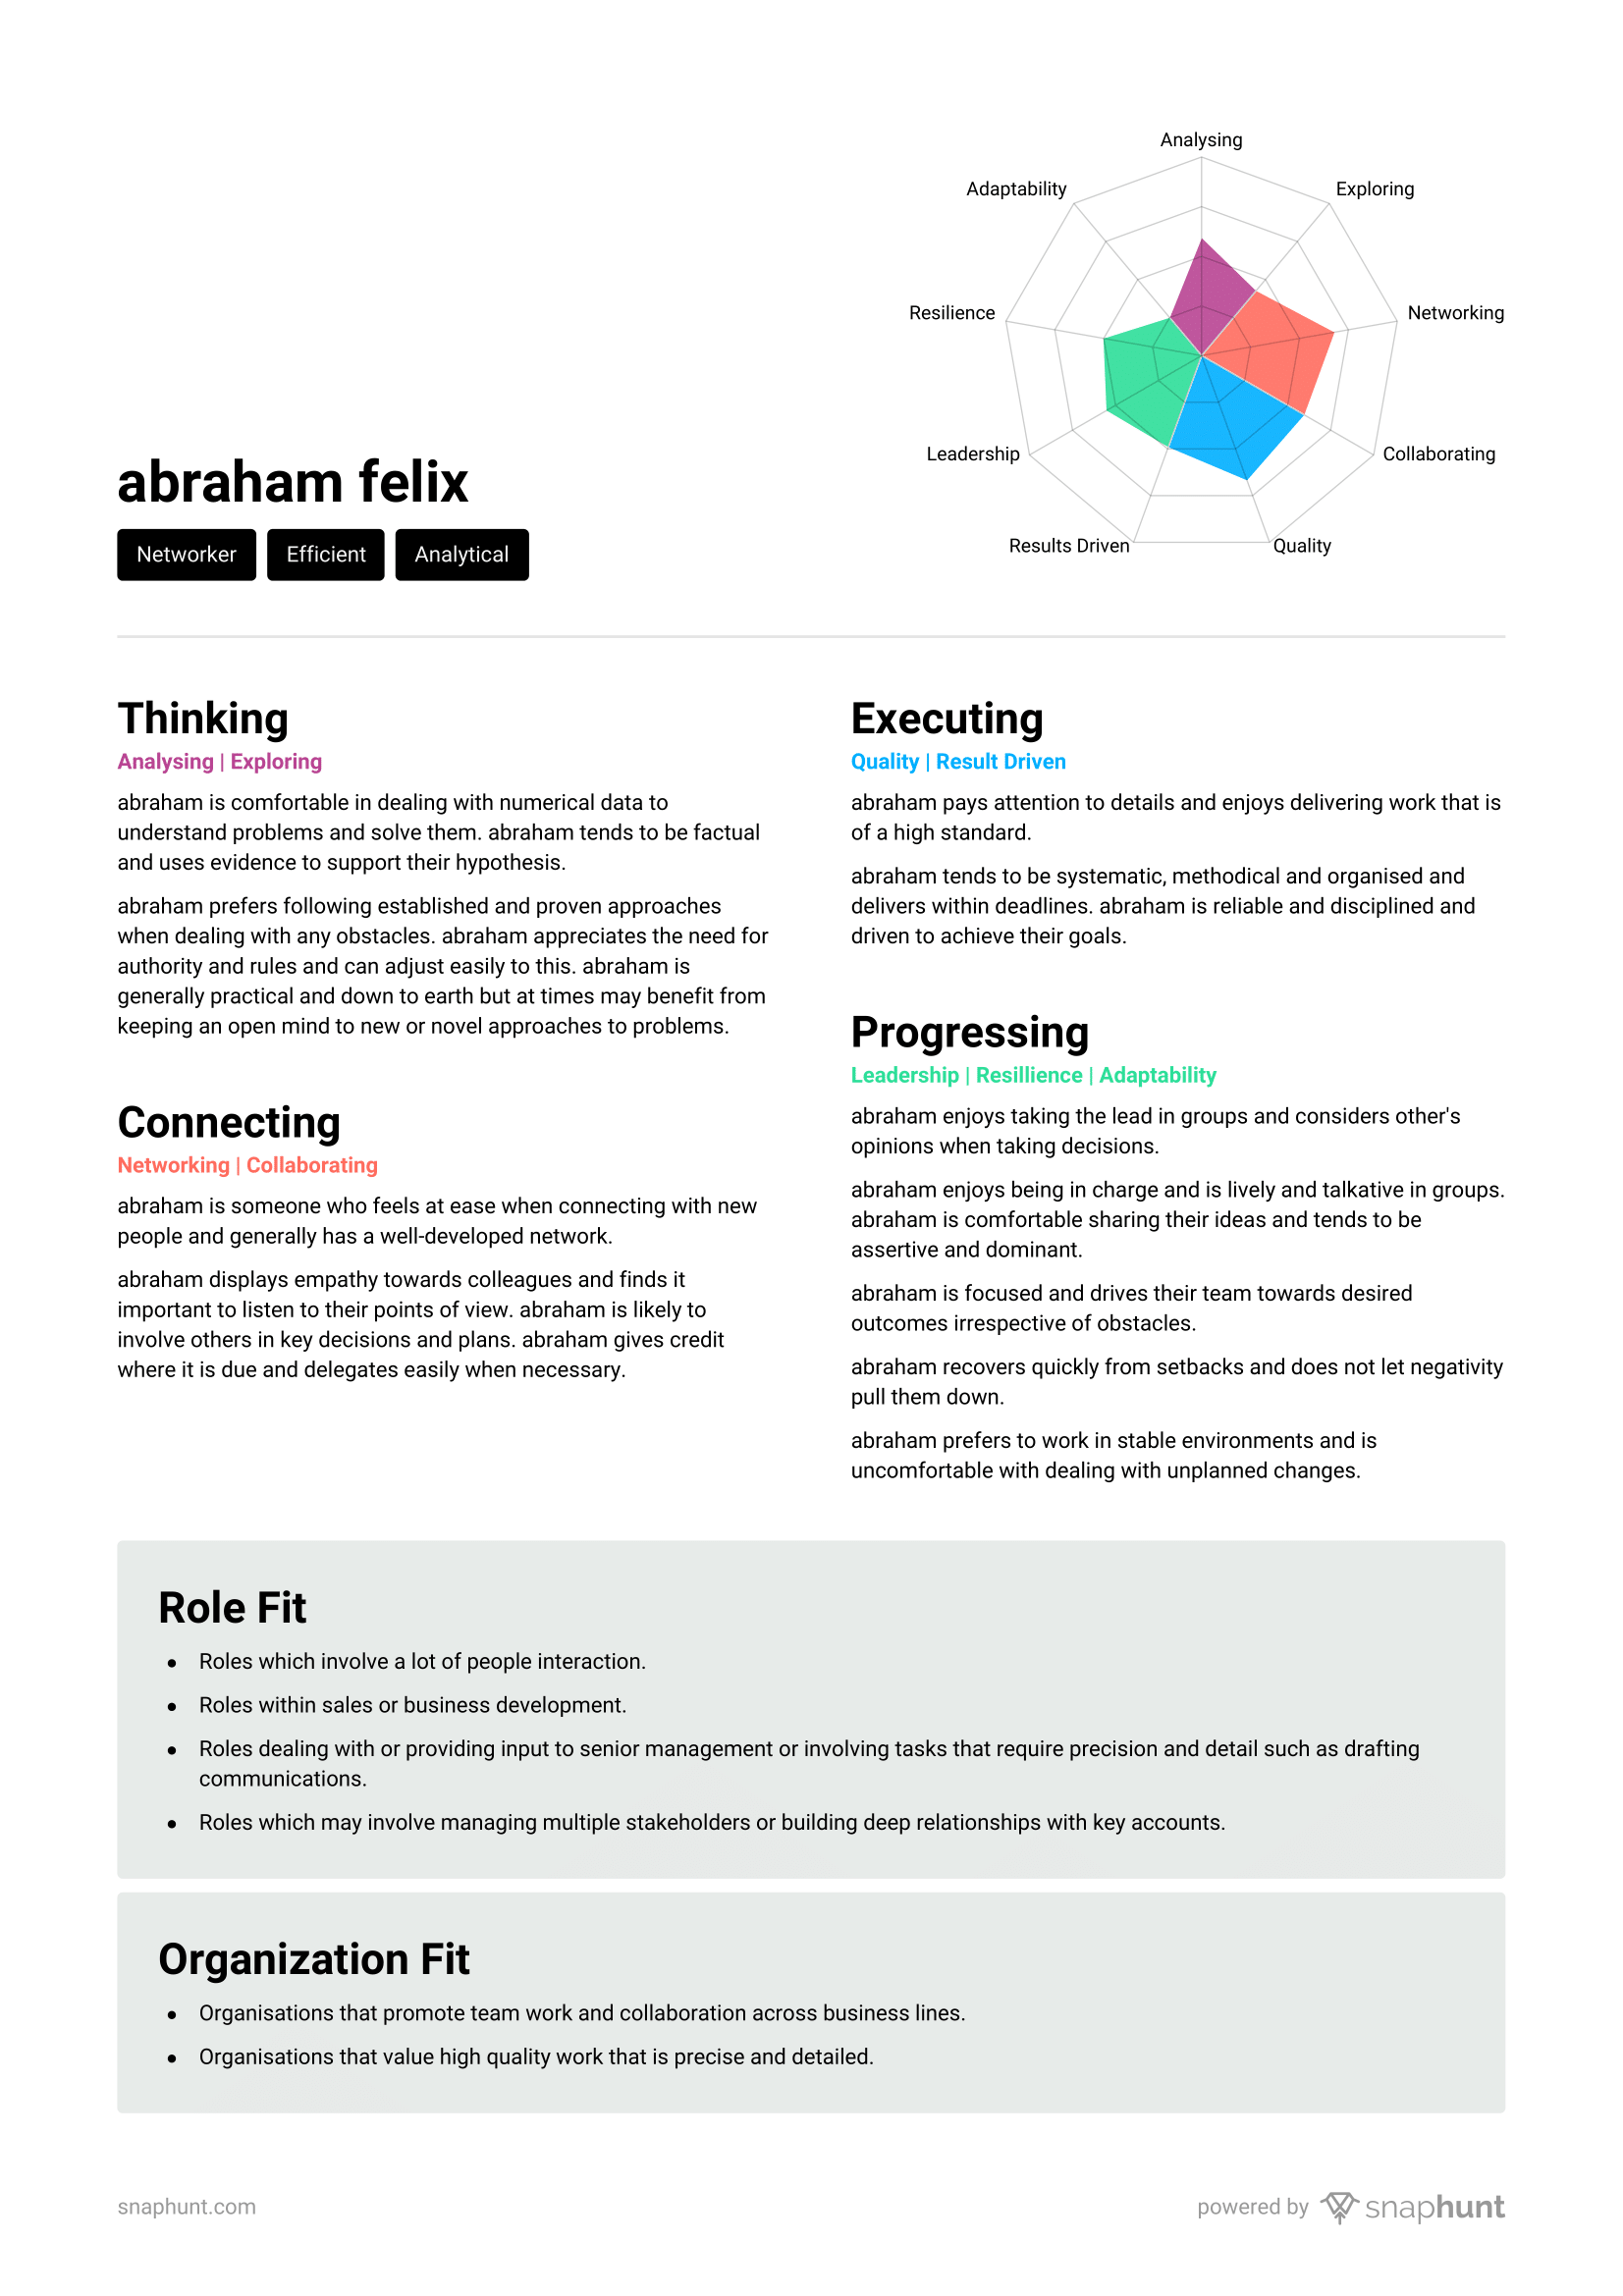 Analysing
Adaptability
Exploring
Resilience
Networking
Leadership
Collaborating
Results Driven
Quality
abraham felix
Networker
Efficient
Analytical
Thinking
Analysing | Exploring
abraham is comfortable in dealing with numerical data to
understand problems and solve them. abraham tends to be factual
and uses evidence to support their hypothesis.
abraham prefers following established and proven approaches
when dealing with any obstacles. abraham appreciates the need for
authority and rules and can adjust easily to this. abraham is
generally practical and down to earth but at times may benefit from
keeping an open mind to new or novel approaches to problems.
Connecting
Networking | Collaborating
abraham is someone who feels at ease when connecting with new
people and generally has a well-developed network.
abraham displays empathy towards colleagues and finds it
important to listen to their points of view. abraham is likely to
involve others in key decisions and plans. abraham gives credit
where it is due and delegates easily when necessary.
Executing
Quality | Result Driven
abraham pays attention to details and enjoys delivering work that is
of a high standard.
abraham tends to be systematic, methodical and organised and
delivers within deadlines. abraham is reliable and disciplined and
driven to achieve their goals.
Progressing
Leadership | Resillience | Adaptability
abraham enjoys taking the lead in groups and considers other's
opinions when taking decisions.
abraham enjoys being in charge and is lively and talkative in groups.
abraham is comfortable sharing their ideas and tends to be
assertive and dominant.
abraham is focused and drives their team towards desired
outcomes irrespective of obstacles.
abraham recovers quickly from setbacks and does not let negativity
pull them down.
abraham prefers to work in stable environments and is
uncomfortable with dealing with unplanned changes.
Role Fit
• Roles which involve a lot of people interaction.
• Roles within sales or business development.
• Roles dealing with or providing input to senior management or involving tasks that require precision and detail such as drafting
communications.
• Roles which may involve managing multiple stakeholders or building deep relationships with key accounts.
Organization Fit
• Organisations that promote team work and collaboration across business lines.
• Organisations that value high quality work that is precise and detailed.
snaphunt.com
powered by snaphunt